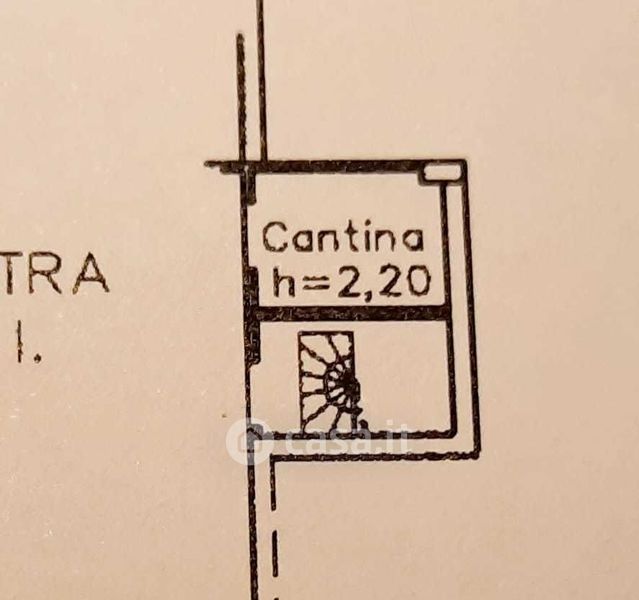 Cantina
h=2,20
TRA
I.
casa.it